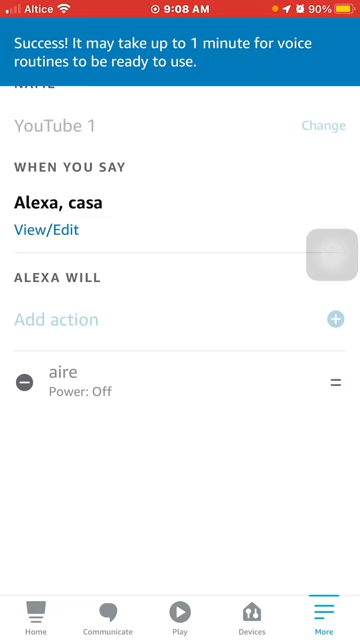 Altice 9:08 AM 90%
Success! It may take up to 1 minute for voice
routines to be ready to use.
NAME
YouTube 1 Change
WHEN YOU SAY
Alexa, casa
View/Edit
ALEXA WILL
Add action
aire
Power: Off
Home Communicate Play Devices More